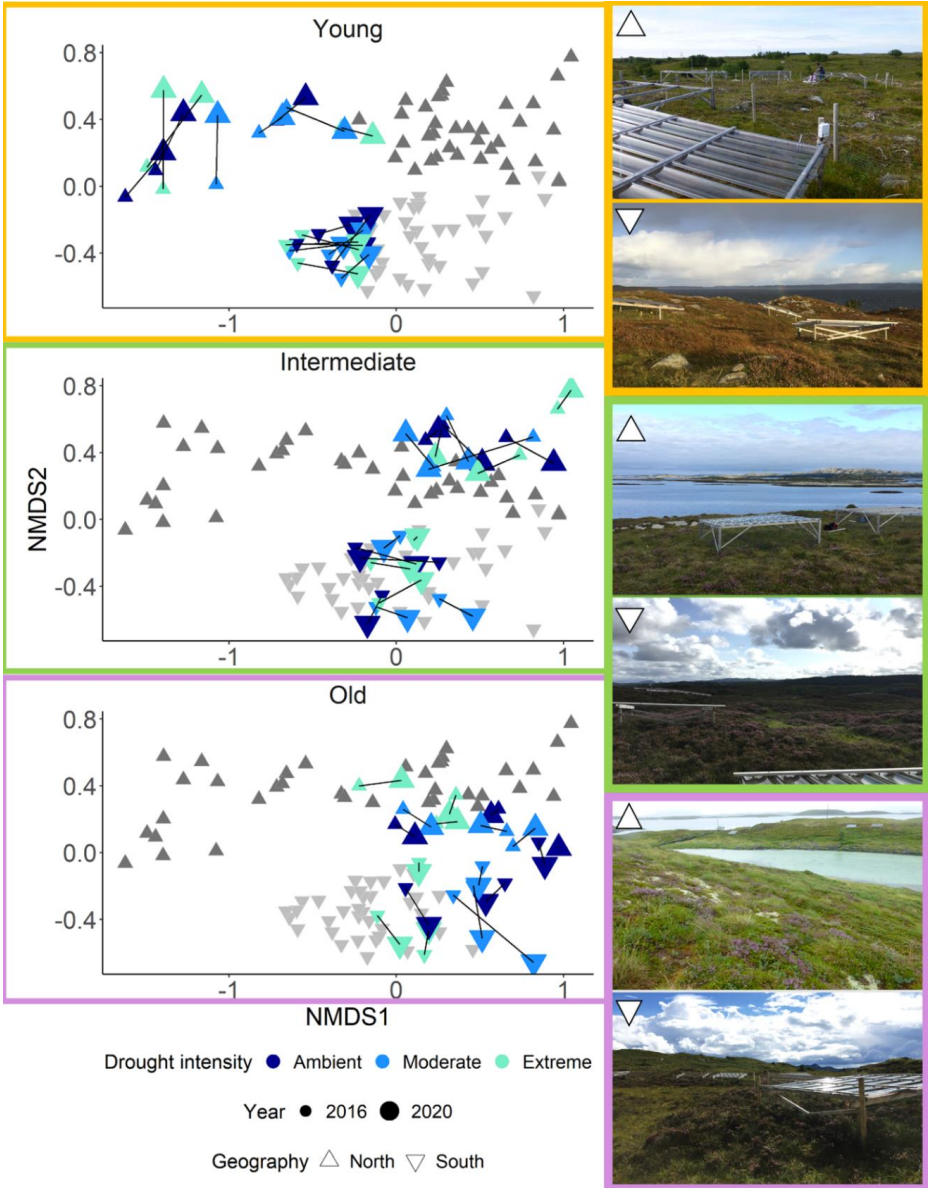 Young
0.8
0.4
0.0
-0.4
-1
0
1
Intermediate
0.8
0.4
0.0
-0.4
-1
0
1
NMDS2
Old
0.8
0.4
0.0
-0.4
-1
0
1
NMDS1
Drought intensity Ambient Moderate Extreme
Year 2016 2020
Geography North South